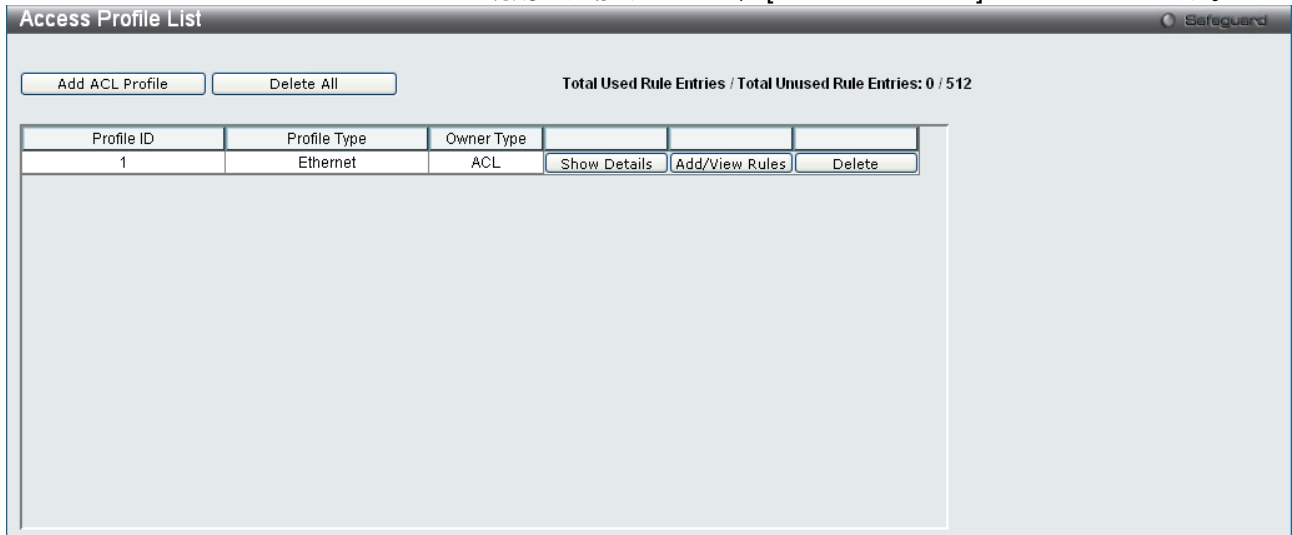 Access Profile List
Safeguard
Add ACL Profile Delete All Total Used Rule Entries / Total Unused Rule Entries: 0 / 512
Profile ID Profile Type Owner Type
1 Ethernet ACL Show Details Add/View Rules Delete